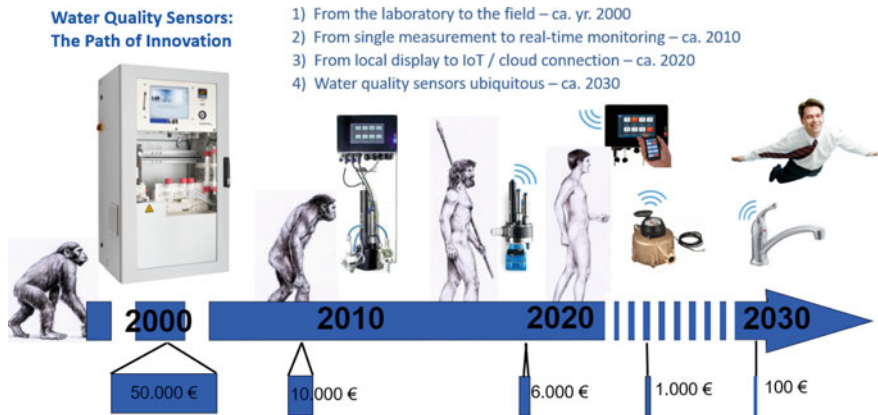 Water Quality Sensors:
The Path of Innovation
1) From the laboratory to the field – ca. yr. 2000
2) From single measurement to real-time monitoring – ca. 2010
3) From local display to IoT / cloud connection – ca. 2020
4) Water quality sensors ubiquitous – ca. 2030
2000
2010
2020
2030
50.000 €
10.000 €
6.000 €
1.000 €
100 €